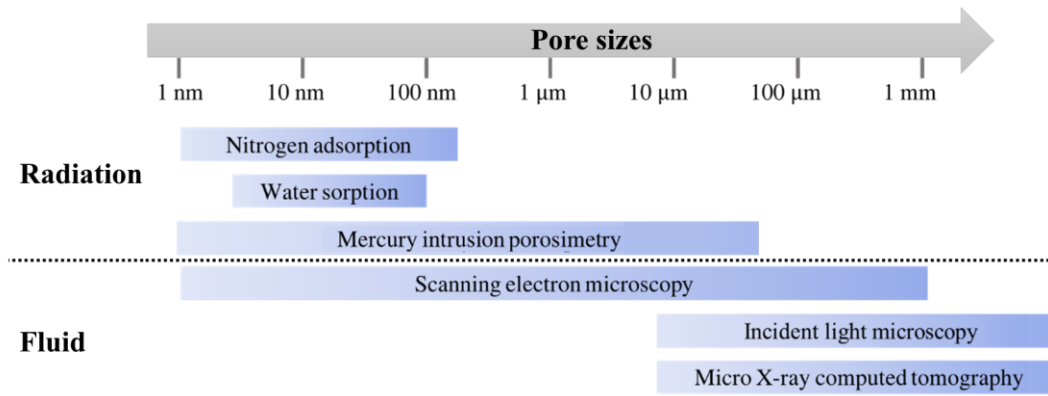 Pore sizes
1 nm 10 nm 100 nm 1 μm 10 μm 100 μm 1 mm
Nitrogen adsorption
Radiation
Water sorption
Mercury intrusion porosimetry
Scanning electron microscopy
Incident light microscopy
Fluid
Micro X-ray computed tomography